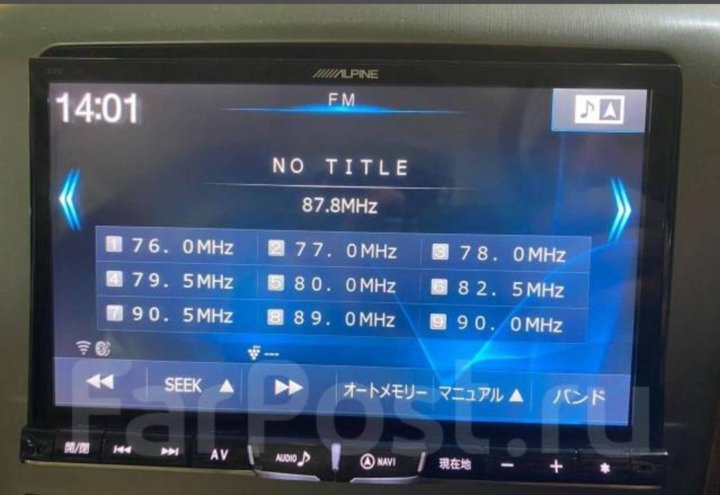 ALPINE
14:01
FM
NO TITLE
87.8MHz
1 76.0MHz 2 77.0MHz 3 78.0MHz
4 79.5MHz 5 80.0MHz 6 82.5MHz
7 90.5MHz 8 89.0MHz 9 90.0MHz
---
SEEK オートメモリー マニュアル バンド
FarPost.ru
開/閉 AV AUDIO NAVI 現在地 − + *